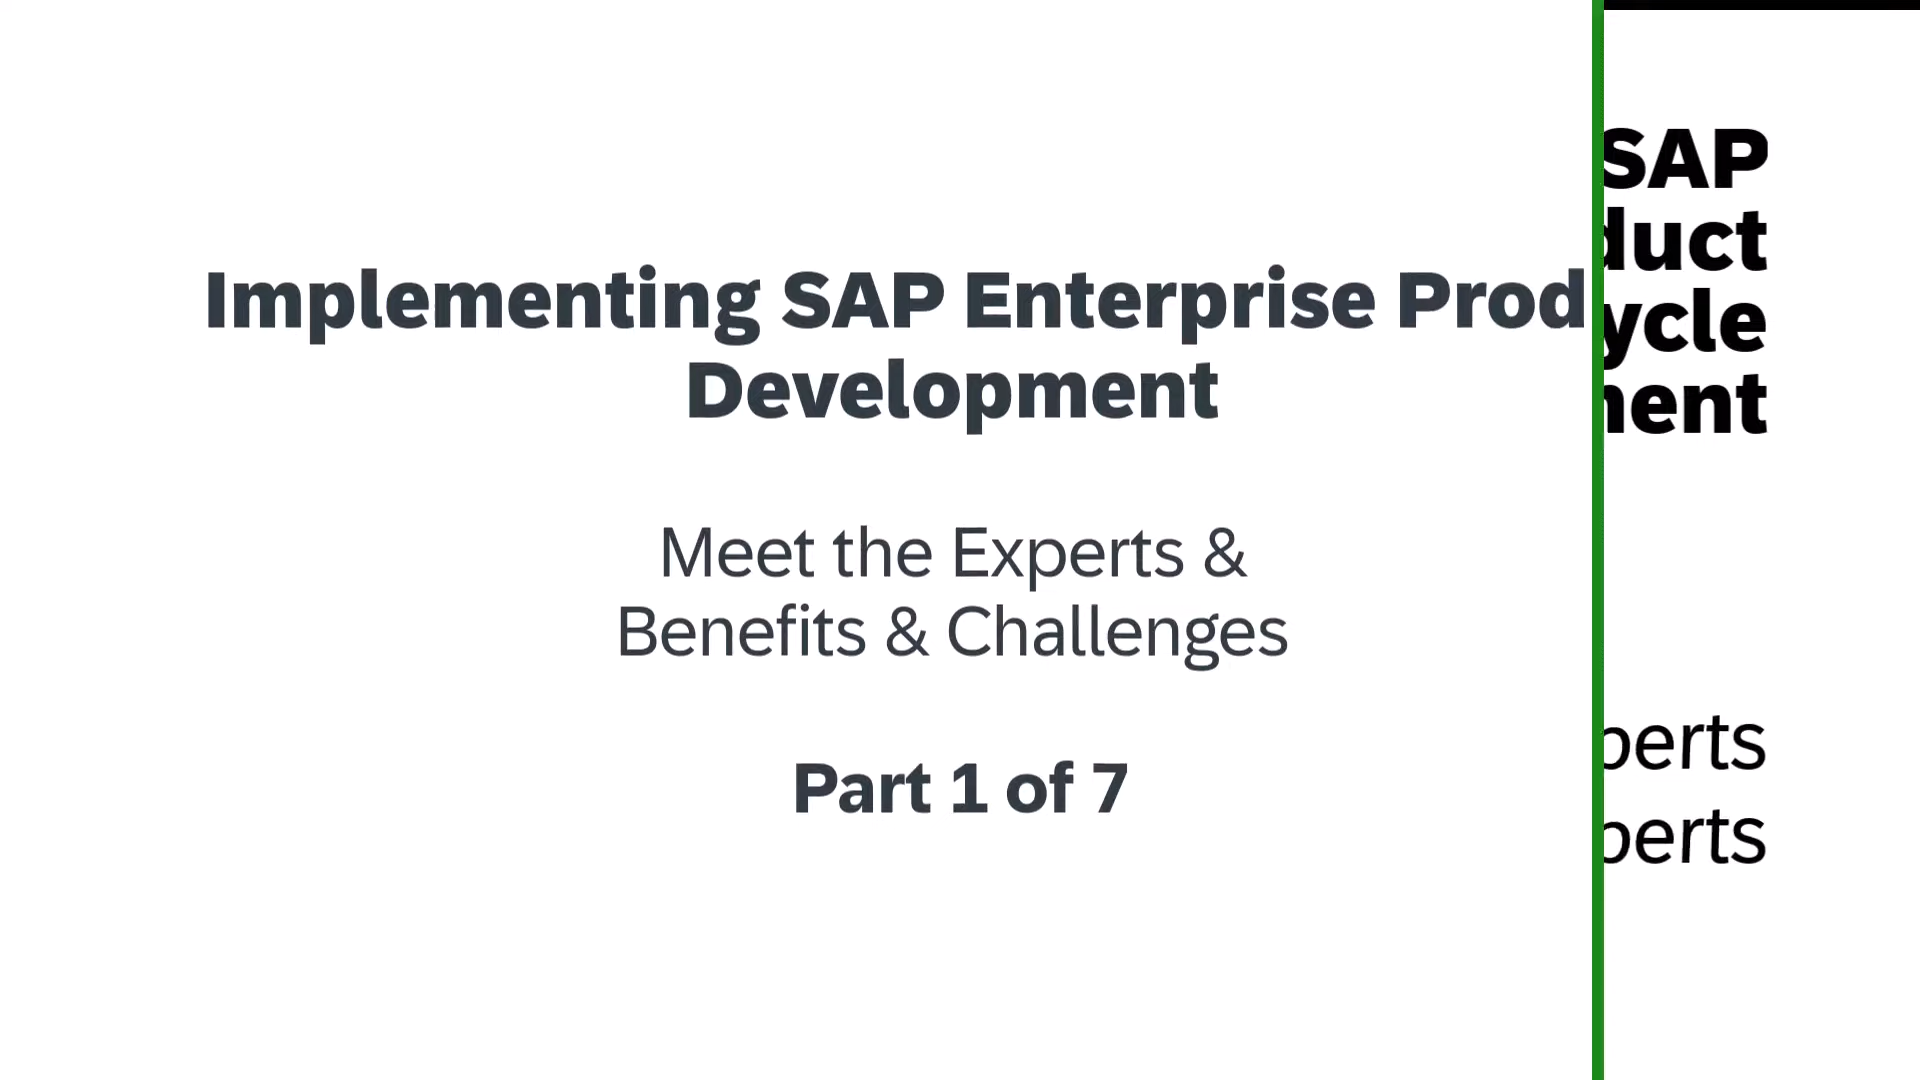 Implementing SAP Enterprise Prod
Development
Meet the Experts &
Benefits & Challenges
Part 1 of 7
SAP
duct
ycle
nent
perts
perts